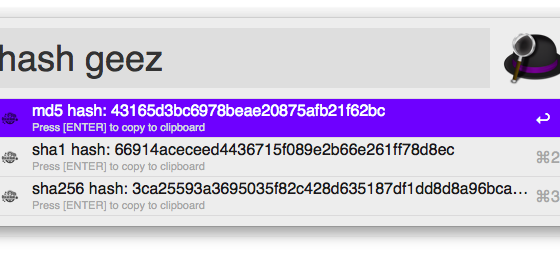 hash geez
md5 hash: 43165d3bc6978beae20875afb21f62bc
Press [ENTER] to copy to clipboard
↩
sha1 hash: 66914aceceed4436715f089e2b66e261ff78d8ec
Press [ENTER] to copy to clipboard
⌘2
sha256 hash: 3ca25593a3695035f82c428d635187df1dd8d8a96bca...
Press [ENTER] to copy to clipboard
⌘3